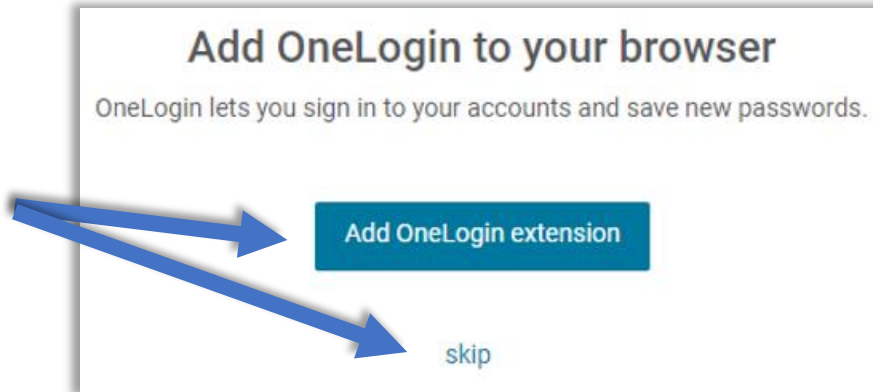 Add OneLogin to your browser
OneLogin lets you sign in to your accounts and save new passwords.
Add OneLogin extension
skip